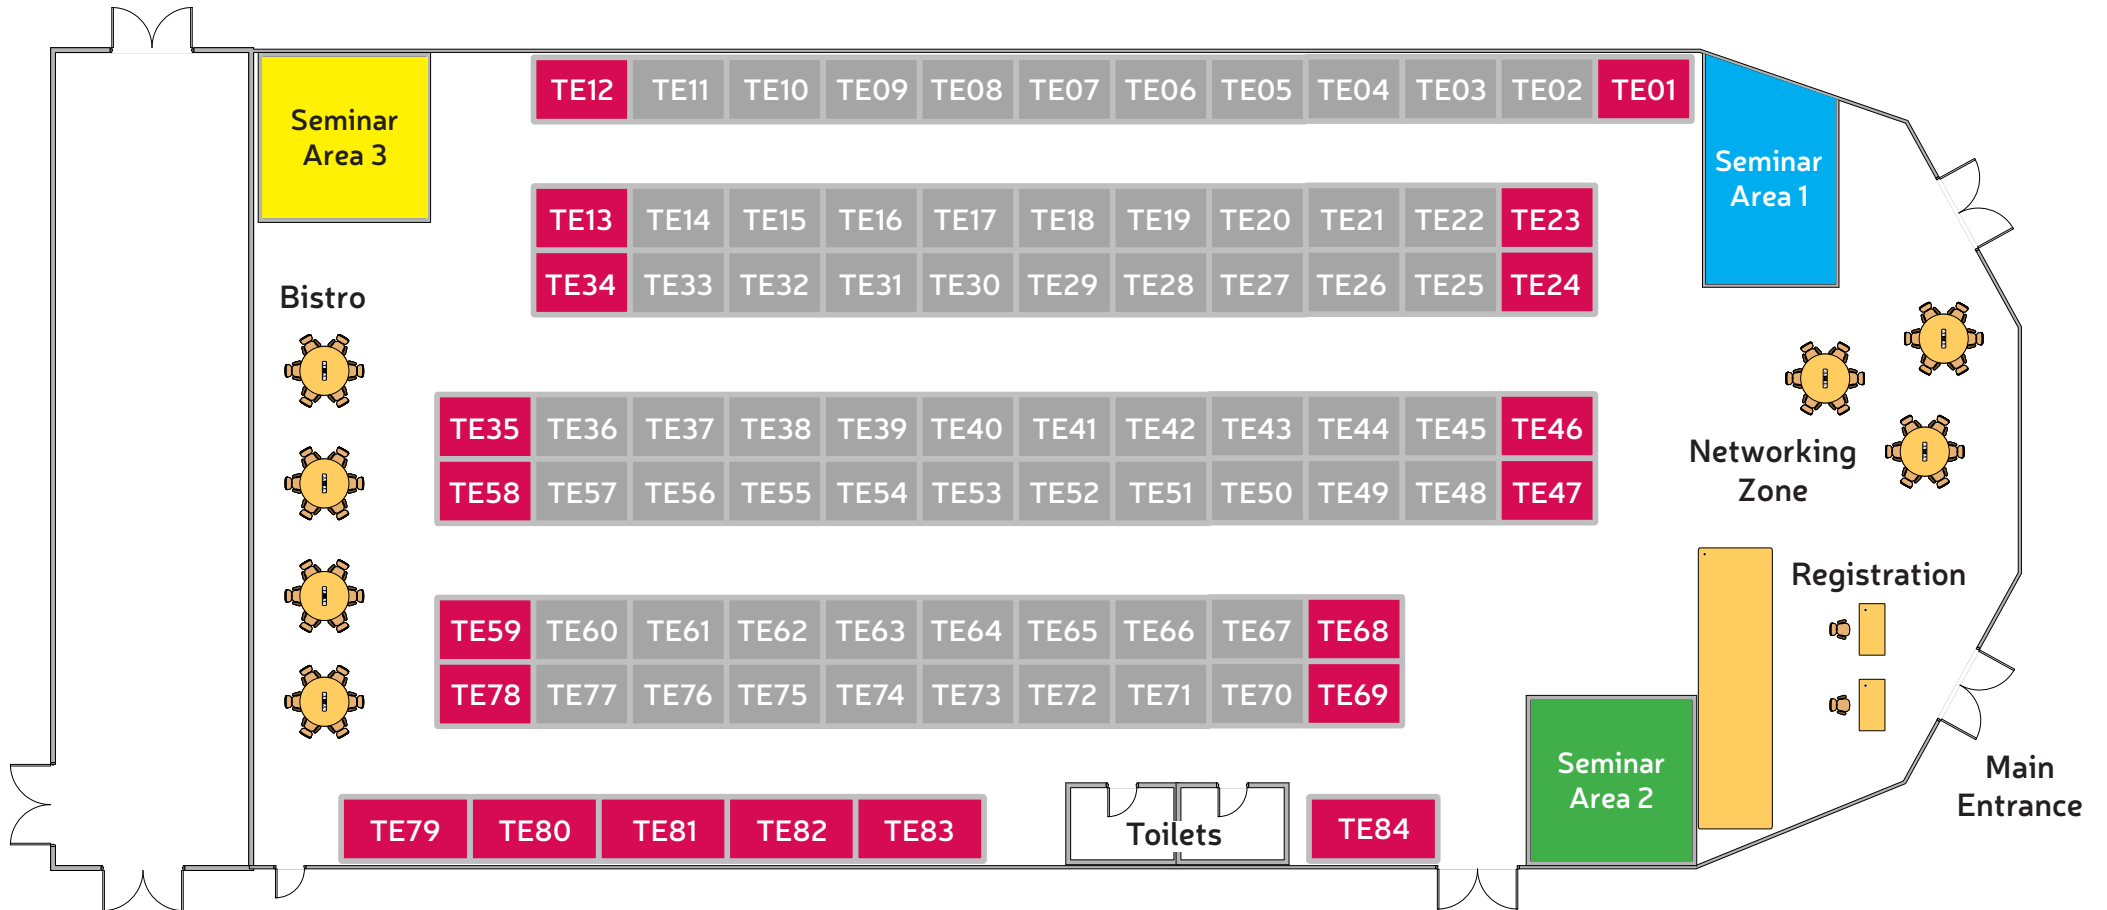 TE12 TE11 TE10 TE09 TE08 TE07 TE06 TE05 TE04 TE03 TE02 TE01
Seminar
Area 3
Seminar
Area 1
TE13 TE14 TE15 TE16 TE17 TE18 TE19 TE20 TE21 TE22 TE23
TE34 TE33 TE32 TE31 TE30 TE29 TE28 TE27 TE26 TE25 TE24
Bistro
TE35 TE36 TE37 TE38 TE39 TE40 TE41 TE42 TE43 TE44 TE45 TE46
TE58 TE57 TE56 TE55 TE54 TE53 TE52 TE51 TE50 TE49 TE48 TE47
Networking
Zone
Registration
TE59 TE60 TE61 TE62 TE63 TE64 TE65 TE66 TE67 TE68
TE78 TE77 TE76 TE75 TE74 TE73 TE72 TE71 TE70 TE69
Seminar
Area 2
Main
Entrance
TE79 TE80 TE81 TE82 TE83
Toilets
TE84